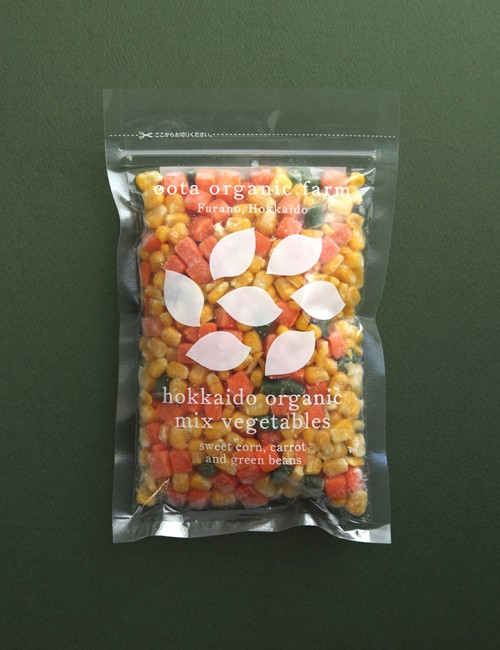 ここからお切りください。
oota organic farm
Furano, Hokkaido
hokkaido organic
mix vegetables
sweet corn, carrot
and green beans